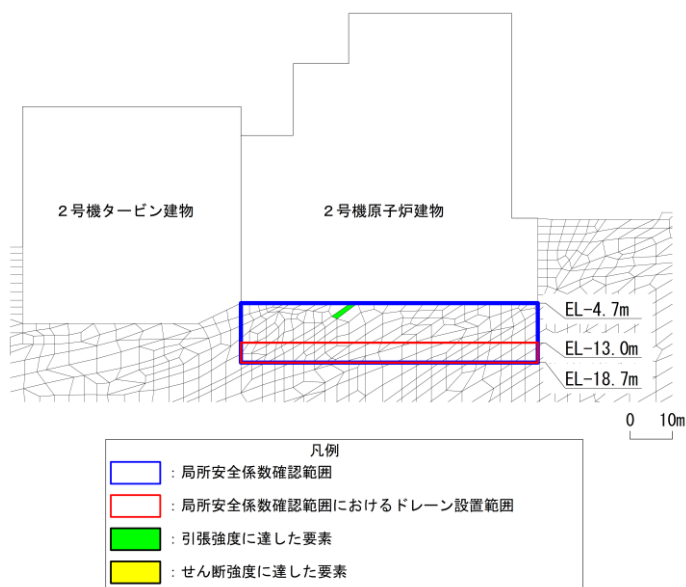 2号機タービン建物
2号機原子炉建物
EL-4.7m
EL-13.0m
EL-18.7m
0 10m
凡例
:局所安全係数確認範囲
:局所安全係数確認範囲におけるドレーン設置範囲
:引張強度に達した要素
:せん断強度に達した要素